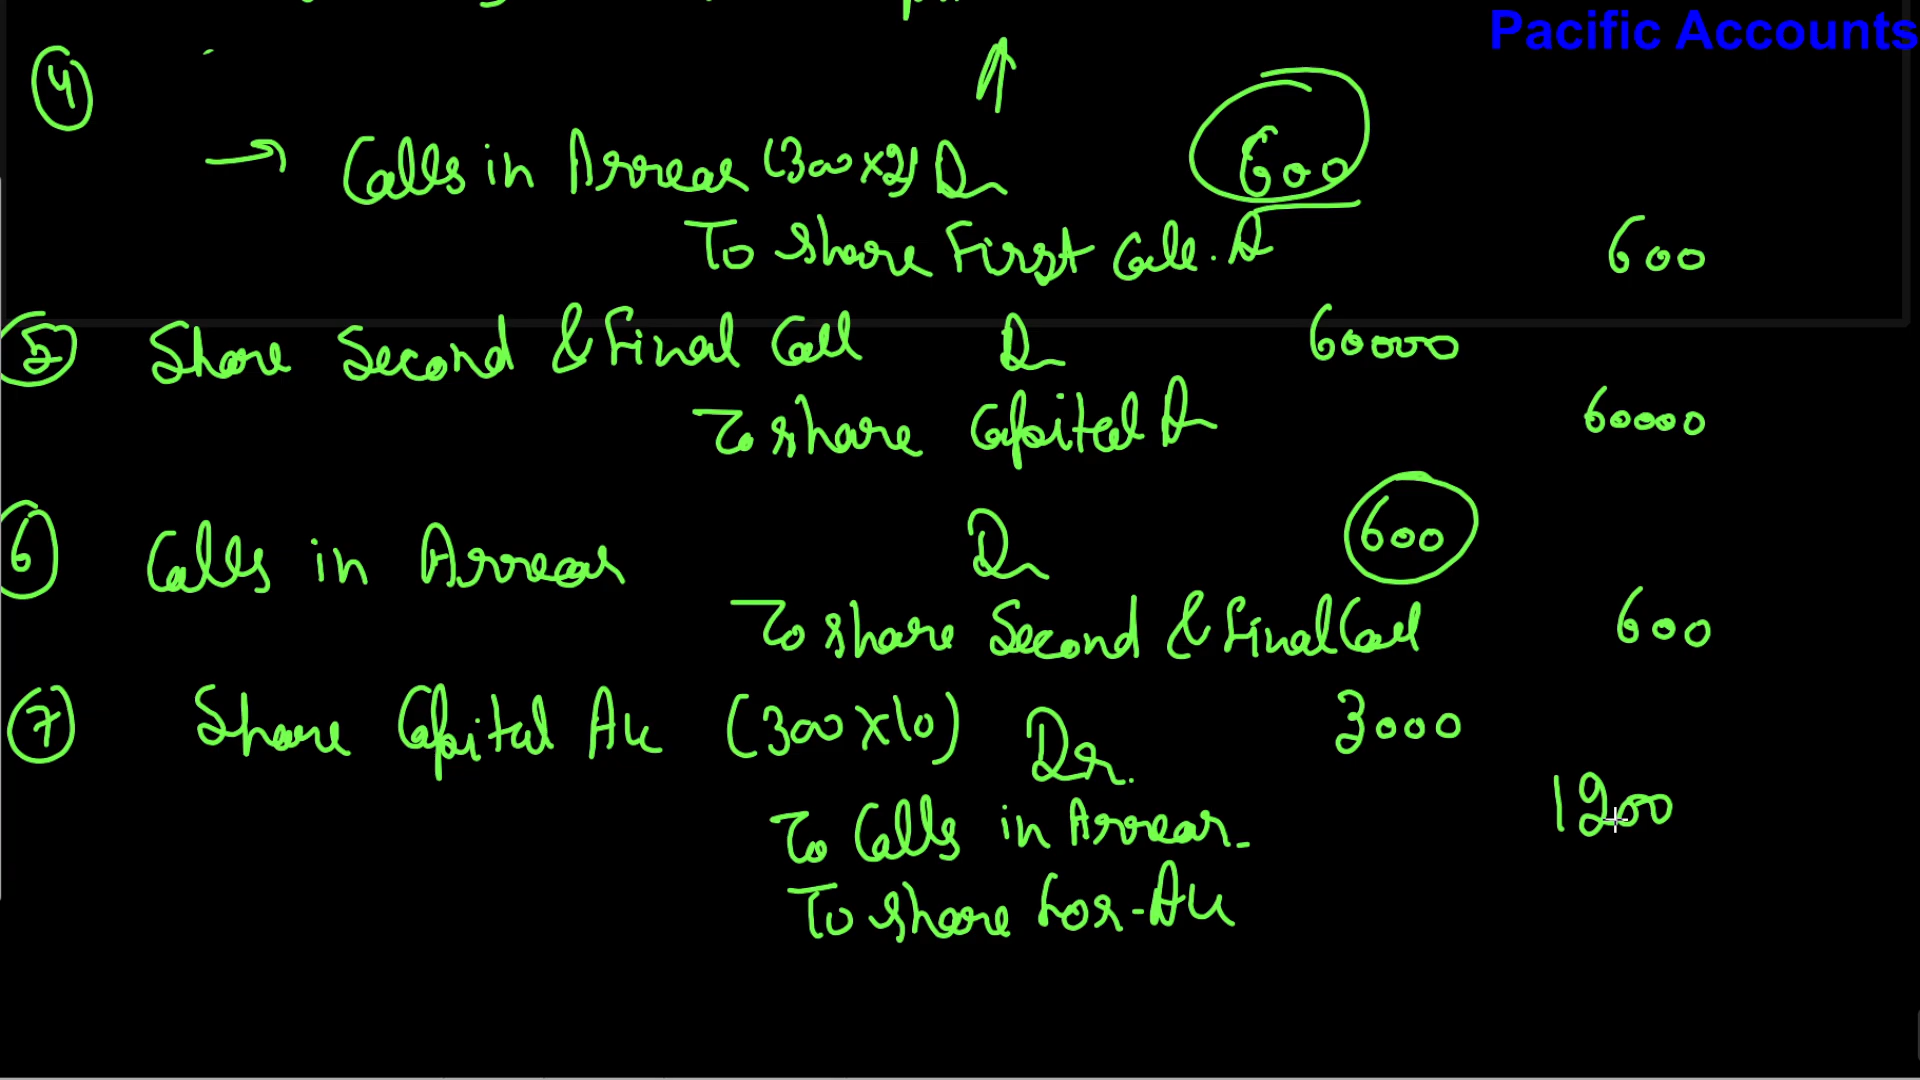 Pacific Accounts
4
→ Calls in Arrear (300x2) Dr 600
To Share First Call. A 600
5 Share Second & Final Call Dr 60000
To Share Capital A 60000
6 Calls in Arrear Dr 600
To Share Second & Final Call 600
7 Share Capital A/c (300x10) Dr. 3000
To Calls in Arrear- 1200
To Share For-A/c